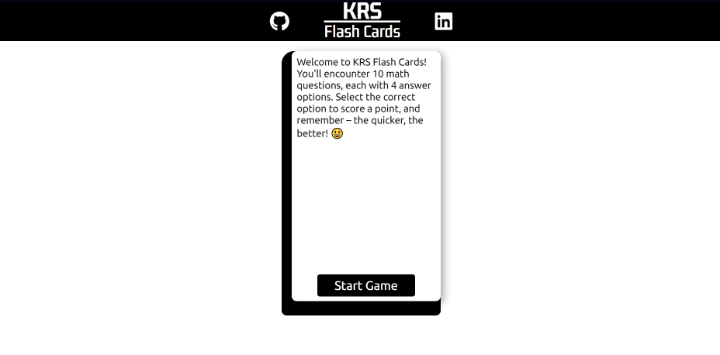 KRS
Flash Cards
Welcome to KRS Flash Cards!
You'll encounter 10 math
questions, each with 4 answer
options. Select the correct
option to score a point, and
remember – the quicker, the
better! 😀
Start Game